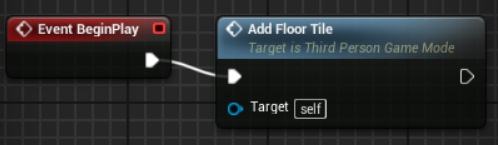 Event BeginPlay
Add Floor Tile
Target is Third Person Game Mode
Target self